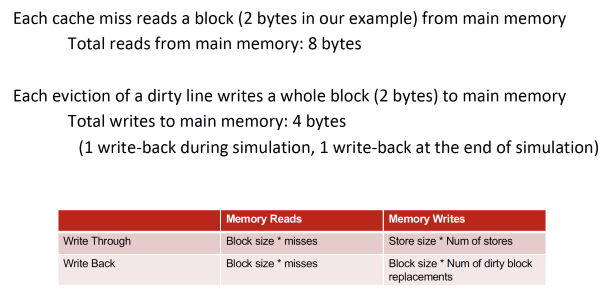 Each cache miss reads a block (2 bytes in our example) from main memory
Total reads from main memory: 8 bytes
Each eviction of a dirty line writes a whole block (2 bytes) to main memory
Total writes to main memory: 4 bytes
(1 write-back during simulation, 1 write-back at the end of simulation)
Memory Reads Memory Writes
Write Through Block size * misses Store size * Num of stores
Write Back Block size * misses Block size * Num of dirty block
replacements